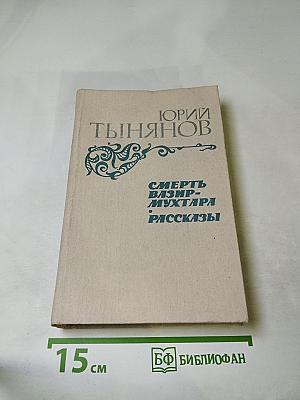 ЮРИЙ
ТЫНЯНОВ
СМЕРТЬ
ВАЗИР-
МУХТАРА
•
РАССКАЗЫ
15 см
БФ БИБЛИОФАН